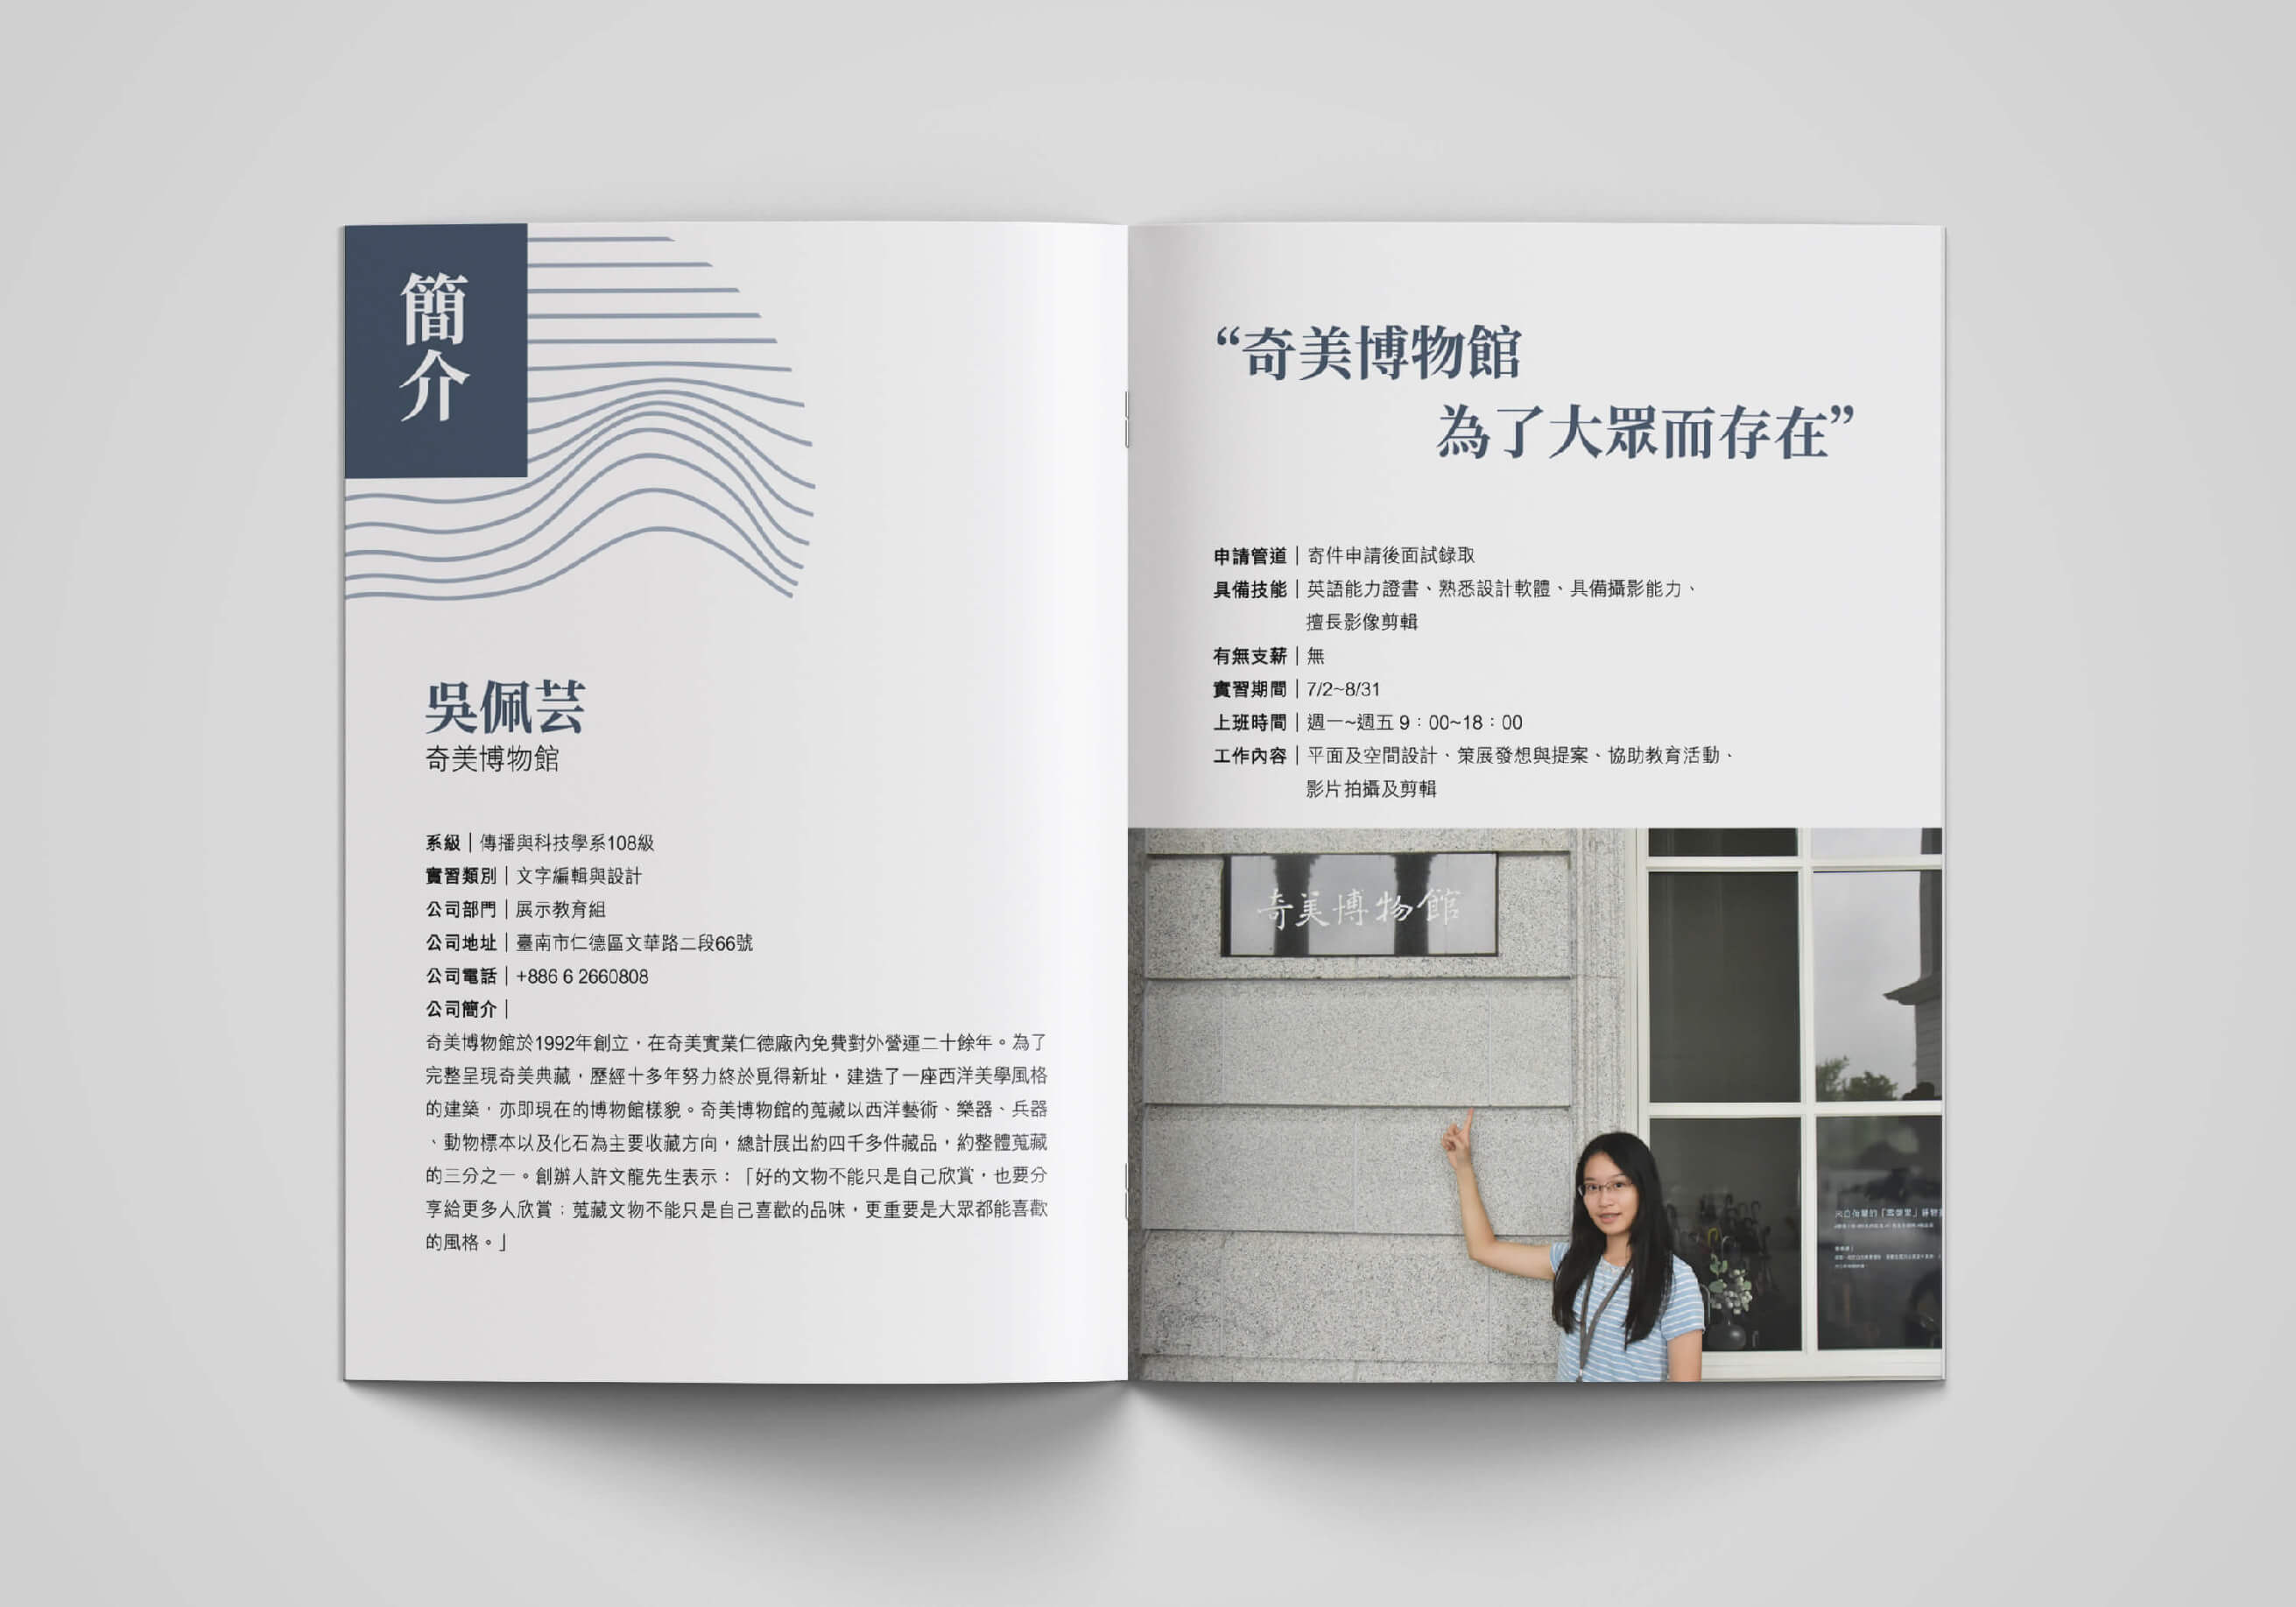 簡介
吳佩芸
奇美博物館
系級｜傳播與科技學系108級
實習類別｜文字編輯與設計
公司部門｜展示教育組
公司地址｜臺南市仁德區文華路二段66號
公司電話｜+886 6 2660808
公司簡介｜
奇美博物館於1992年創立，在奇美實業仁德廠內免費對外營運二十餘年。為了
完整呈現奇美典藏，歷經十多年努力終於覓得新址，建造了一座西洋美學風格
的建築，亦即現在的博物館樣貌。奇美博物館的蒐藏以西洋藝術、樂器、兵器
、動物標本以及化石為主要收藏方向，總計展出約四千多件藏品，約整體蒐藏
的三分之一。創辦人許文龍先生表示：「好的文物不能只是自己欣賞，也要分
享給更多人欣賞；蒐藏文物不能只是自己喜歡的品味，更重要是大眾都能喜歡
的風格。」
“奇美博物館
為了大眾而存在”
申請管道｜寄件申請後面試錄取
具備技能｜英語能力證書、熟悉設計軟體、具備攝影能力、
擅長影像剪輯
有無支薪｜無
實習期間｜7/2~8/31
上班時間｜週一~週五 9：00~18：00
工作內容｜平面及空間設計、策展發想與提案、協助教育活動、
影片拍攝及剪輯
奇美博物館